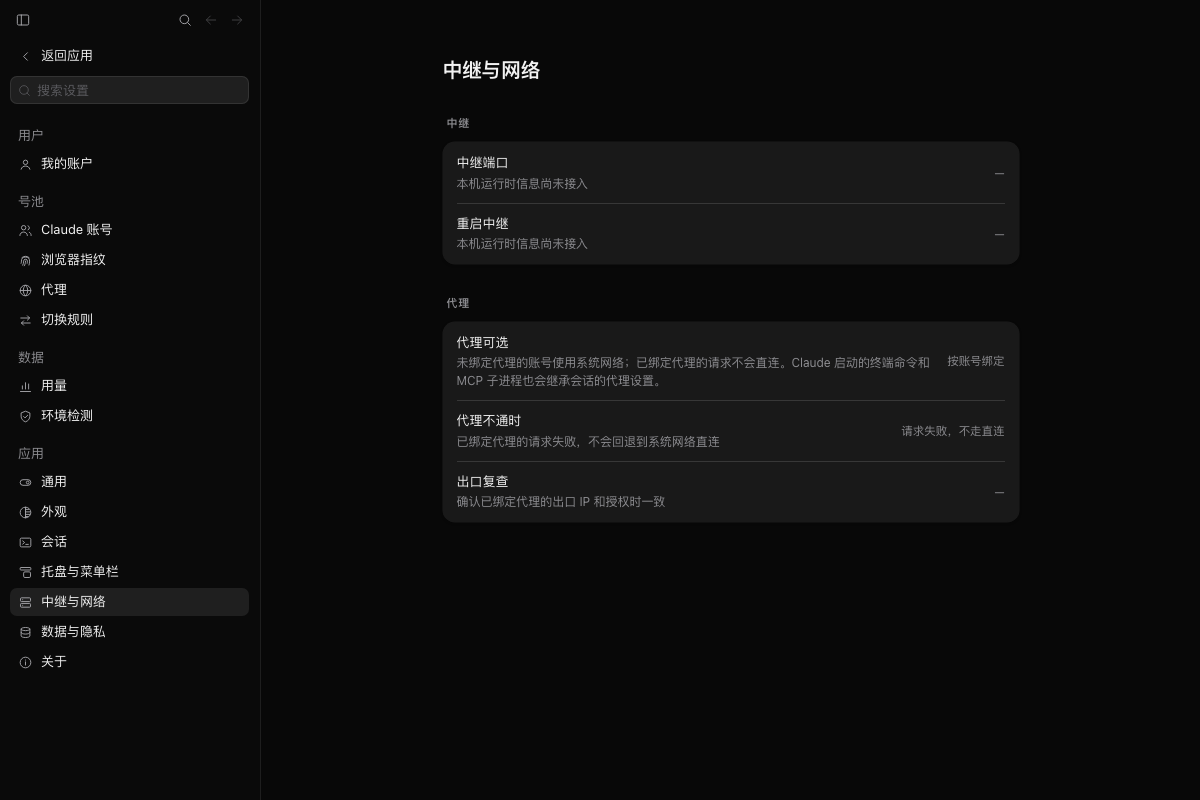 返回应用
搜索设置
用户
我的账户
号池
Claude 账号
浏览器指纹
代理
切换规则
数据
用量
环境检测
应用
通用
外观
会话
托盘与菜单栏
中继与网络
数据与隐私
关于
中继与网络
中继
中继端口
本机运行时信息尚未接入
—
重启中继
本机运行时信息尚未接入
—
代理
代理可选
未绑定代理的账号使用系统网络；已绑定代理的请求不会直连。Claude 启动的终端命令和
MCP 子进程也会继承会话的代理设置。
按账号绑定
代理不通时
已绑定代理的请求失败，不会回退到系统网络直连
请求失败，不走直连
出口复查
确认已绑定代理的出口 IP 和授权时一致
—